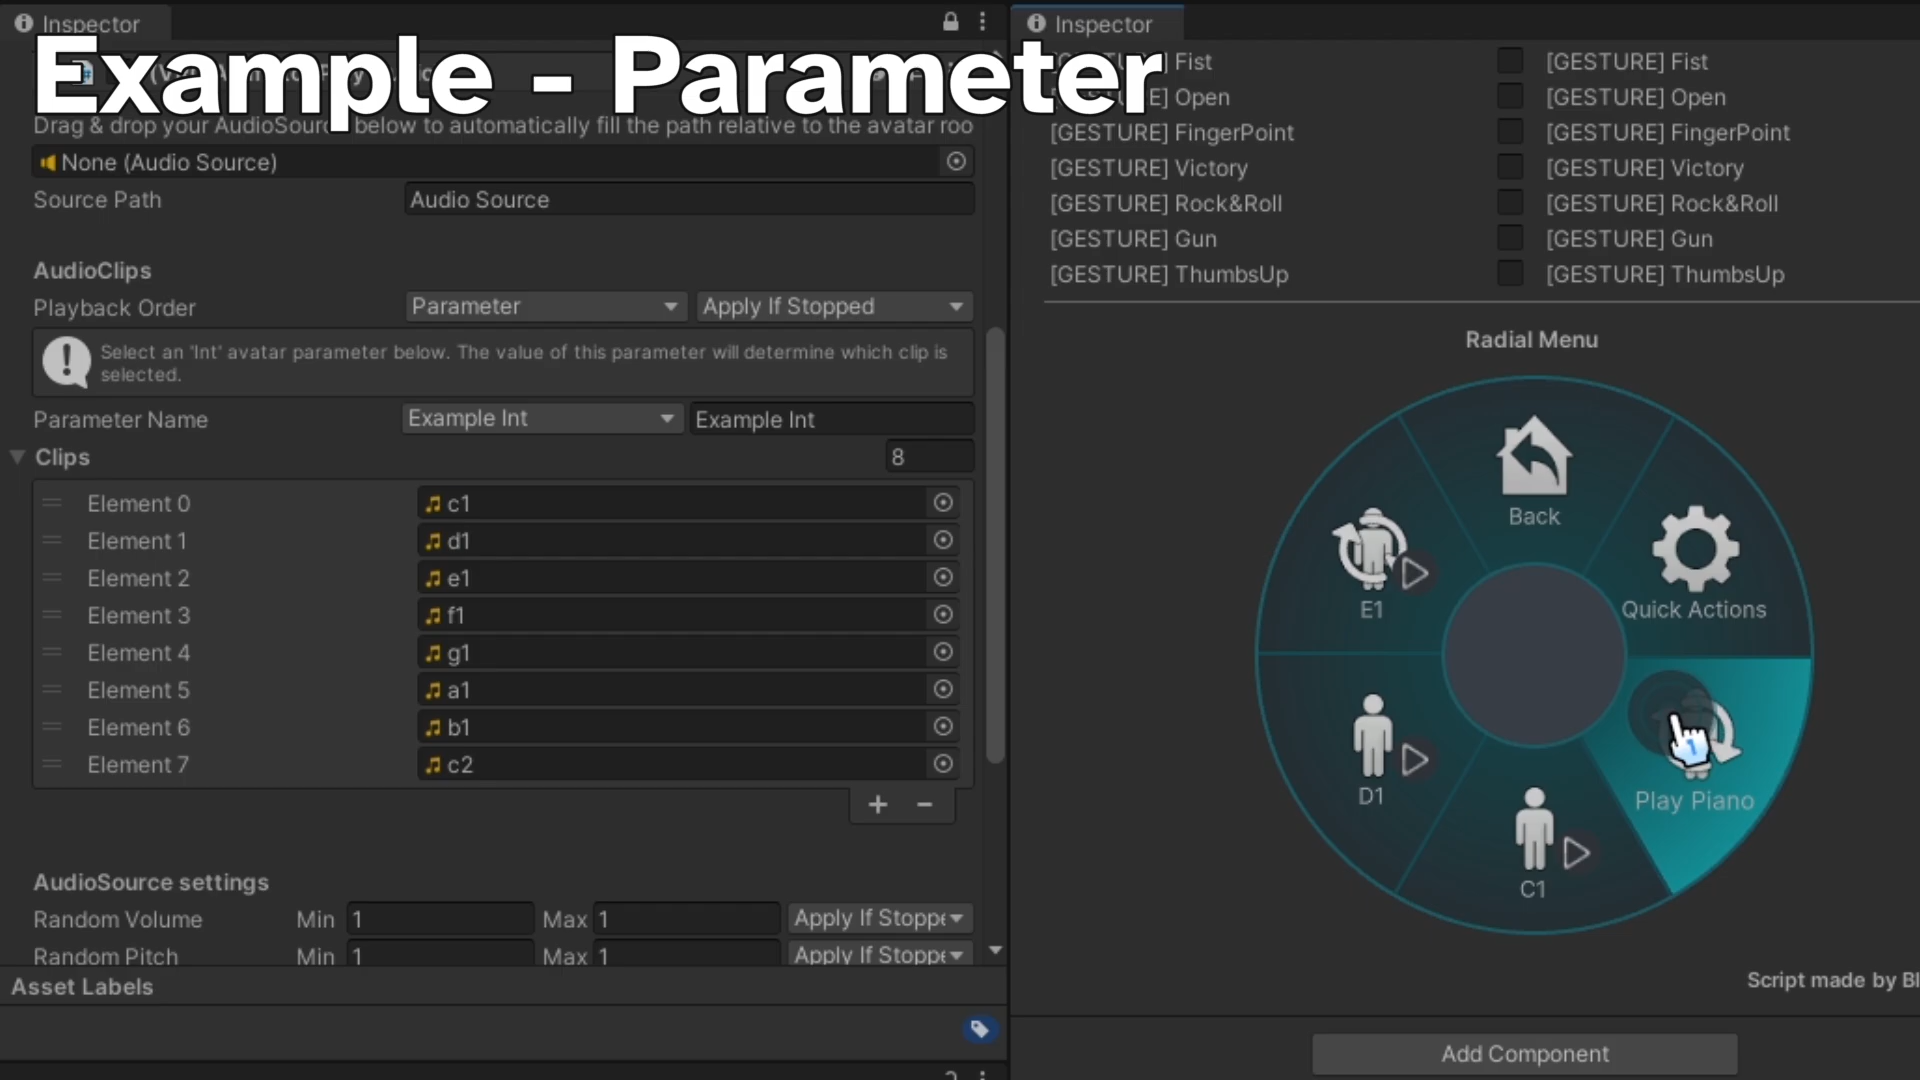 Inspector
Example - Parameter
Drag & drop your AudioSource below to automatically fill the path relative to the avatar roo
None (Audio Source)
Source Path Audio Source
AudioClips
Playback Order Parameter Apply If Stopped
Select an 'Int' avatar parameter below. The value of this parameter will determine which clip is
selected.
Parameter Name Example Int Example Int
Clips 8
Element 0 c1
Element 1 d1
Element 2 e1
Element 3 f1
Element 4 g1
Element 5 a1
Element 6 b1
Element 7 c2
+ -
AudioSource settings
Random Volume Min 1 Max 1 Apply If Stoppe
Random Pitch Min 1 Max 1 Apply If Stoppe
Asset Labels
Inspector
Fist [GESTURE] Fist
Open [GESTURE] Open
[GESTURE] FingerPoint [GESTURE] FingerPoint
[GESTURE] Victory [GESTURE] Victory
[GESTURE] Rock&Roll [GESTURE] Rock&Roll
[GESTURE] Gun [GESTURE] Gun
[GESTURE] ThumbsUp [GESTURE] ThumbsUp
Radial Menu
Back
Quick Actions
E1
Play Piano
1
D1
C1
Script made by Bl
Add Component